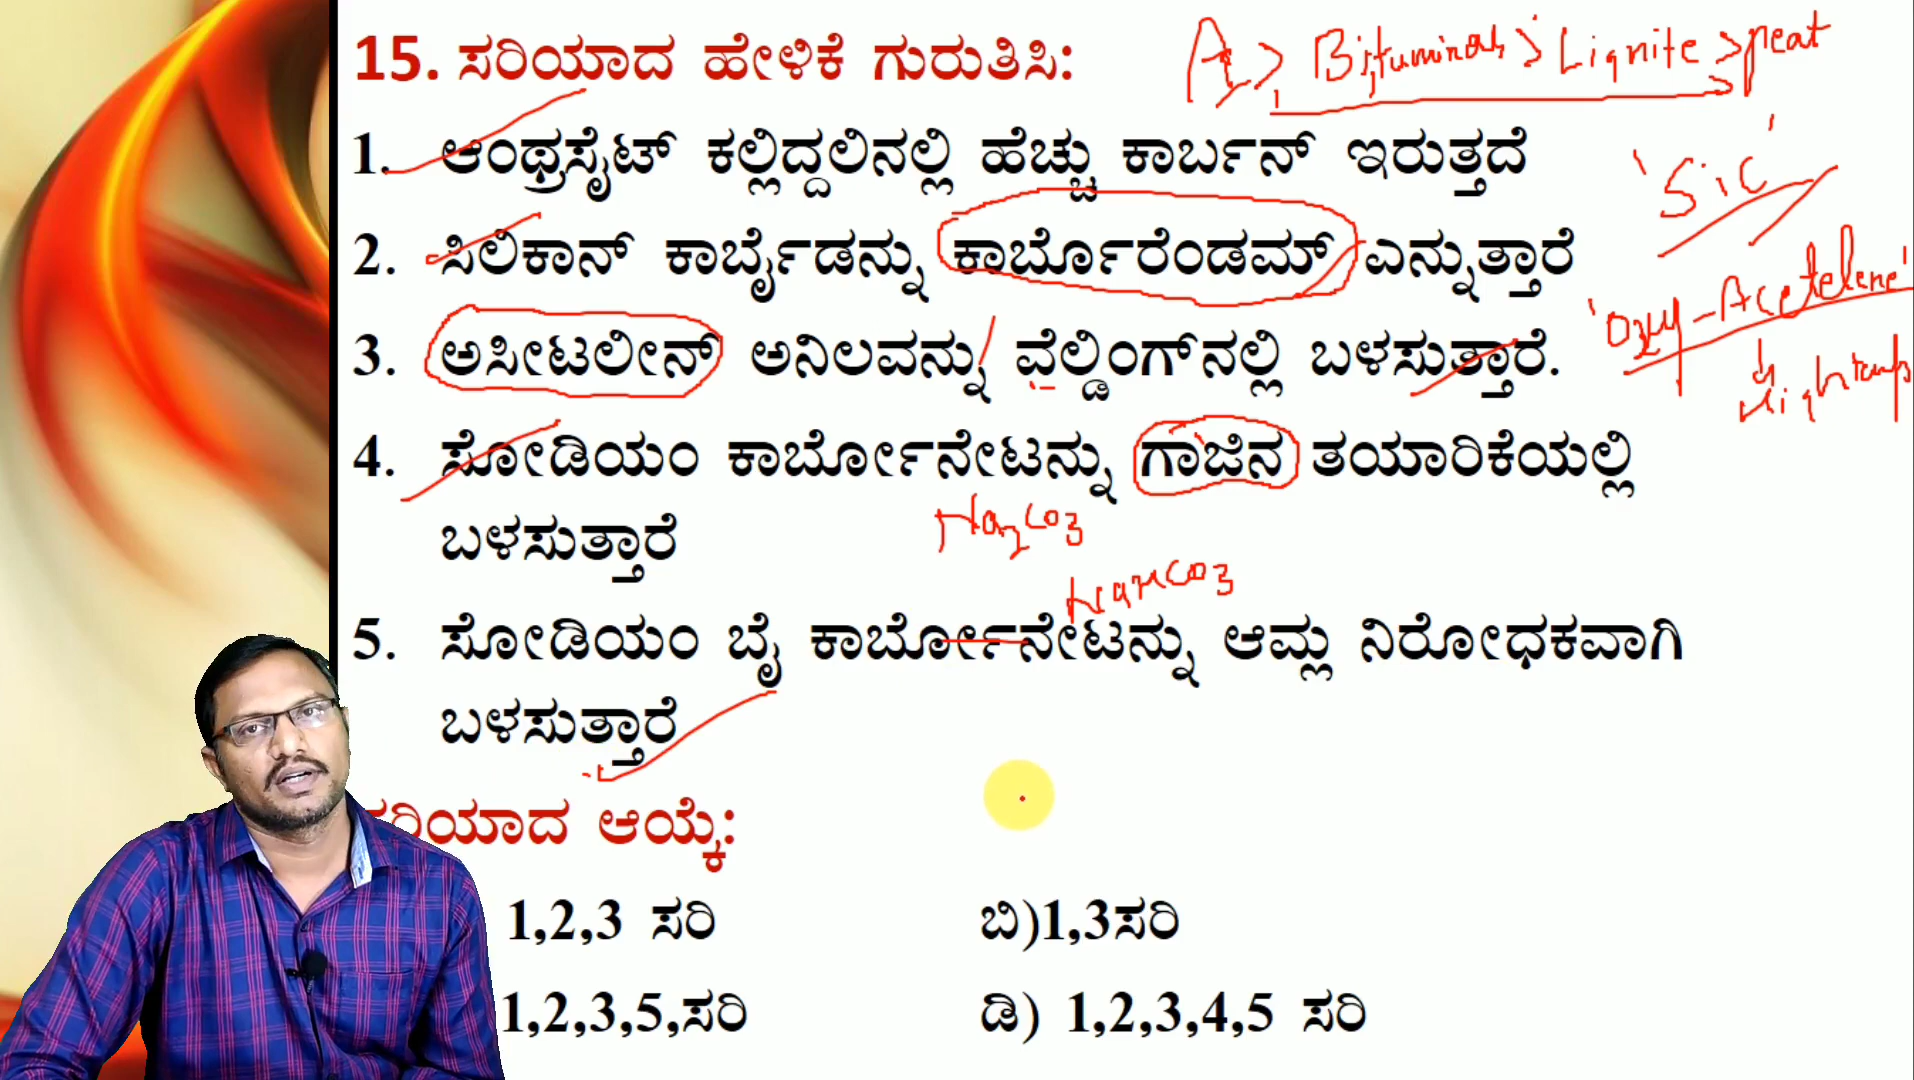 15. ಸರಿಯಾದ ಹೇಳಿಕೆ ಗುರುತಿಸಿ:
A > Bituminous > Lignite > peat
1. ಆಂಥ್ರಸೈಟ್ ಕಲ್ಲಿದ್ದಲಿನಲ್ಲಿ ಹೆಚ್ಚು ಕಾರ್ಬನ್ ಇರುತ್ತದೆ
'Sic'
2. ಸಿಲಿಕಾನ್ ಕಾರ್ಬೈಡನ್ನು ಕಾರ್ಬೊರೆಂಡಮ್ ಎನ್ನುತ್ತಾರೆ
'Oxy-Acetelene'
3. ಅಸೀಟಲೀನ್ ಅನಿಲವನ್ನು ವೆಲ್ಡಿಂಗ್‌ನಲ್ಲಿ ಬಳಸುತ್ತಾರೆ.
4. ಸೋಡಿಯಂ ಕಾರ್ಬೋನೇಟನ್ನು ಗಾಜಿನ ತಯಾರಿಕೆಯಲ್ಲಿ
ಬಳಸುತ್ತಾರೆ
Na2CO3
NaHCO3
5. ಸೋಡಿಯಂ ಬೈ ಕಾರ್ಬೋನೇಟನ್ನು ಆಮ್ಲ ನಿರೋಧಕವಾಗಿ
ಬಳಸುತ್ತಾರೆ
ಸರಿಯಾದ ಆಯ್ಕೆ:
1,2,3 ಸರಿ
ಬಿ)1,3ಸರಿ
1,2,3,5,ಸರಿ
ಡಿ) 1,2,3,4,5 ಸರಿ